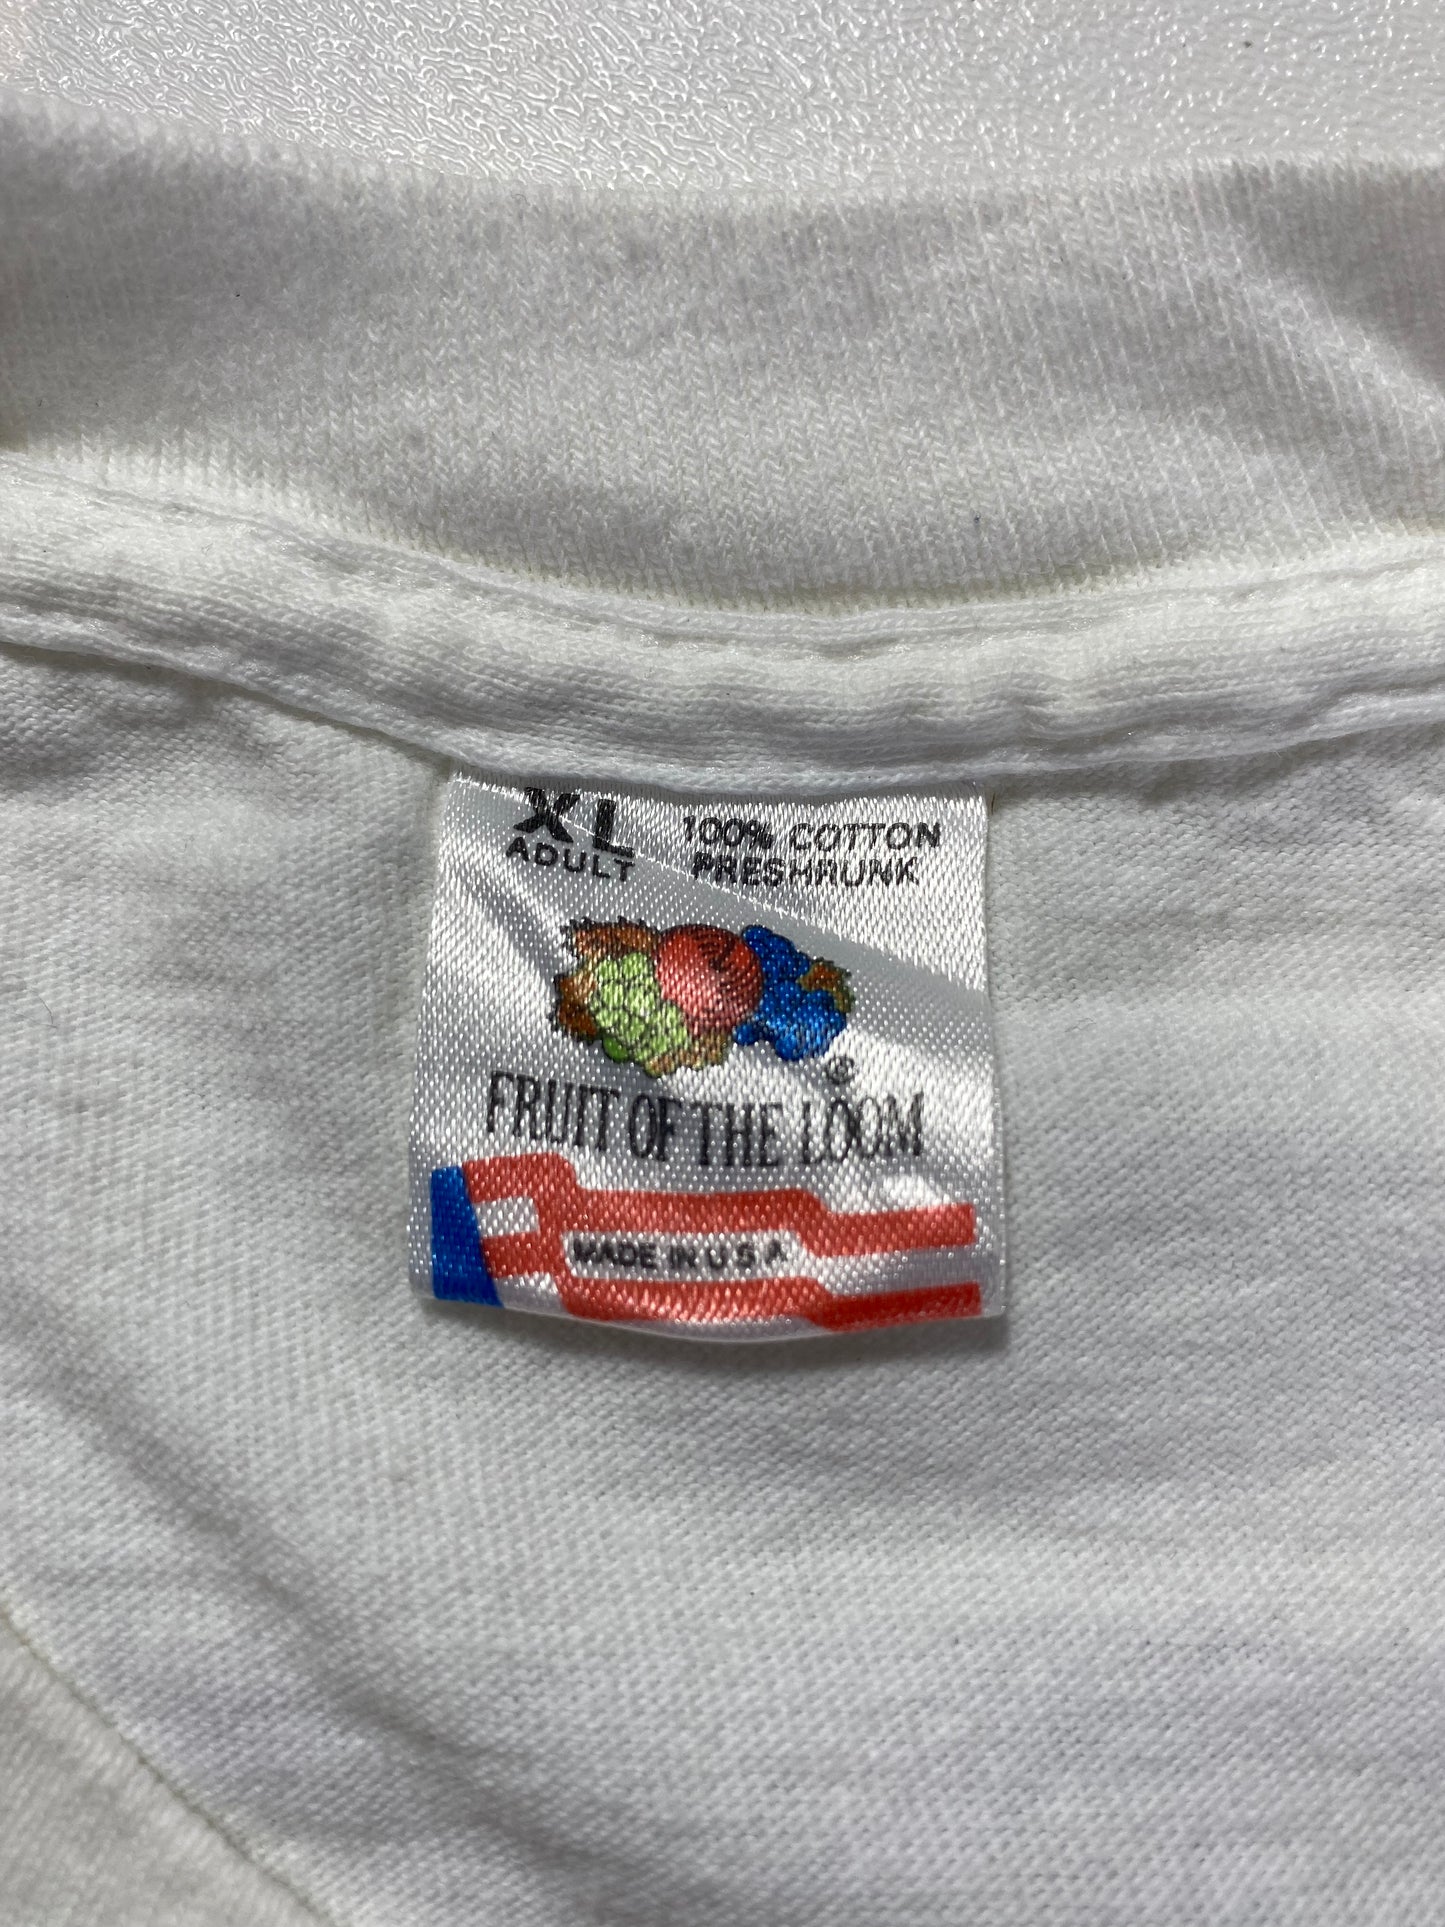 XL
ADULT
100% COTTON
PRESHRUNK
®
FRUIT OF THE LOOM
MADE IN U.S.A.